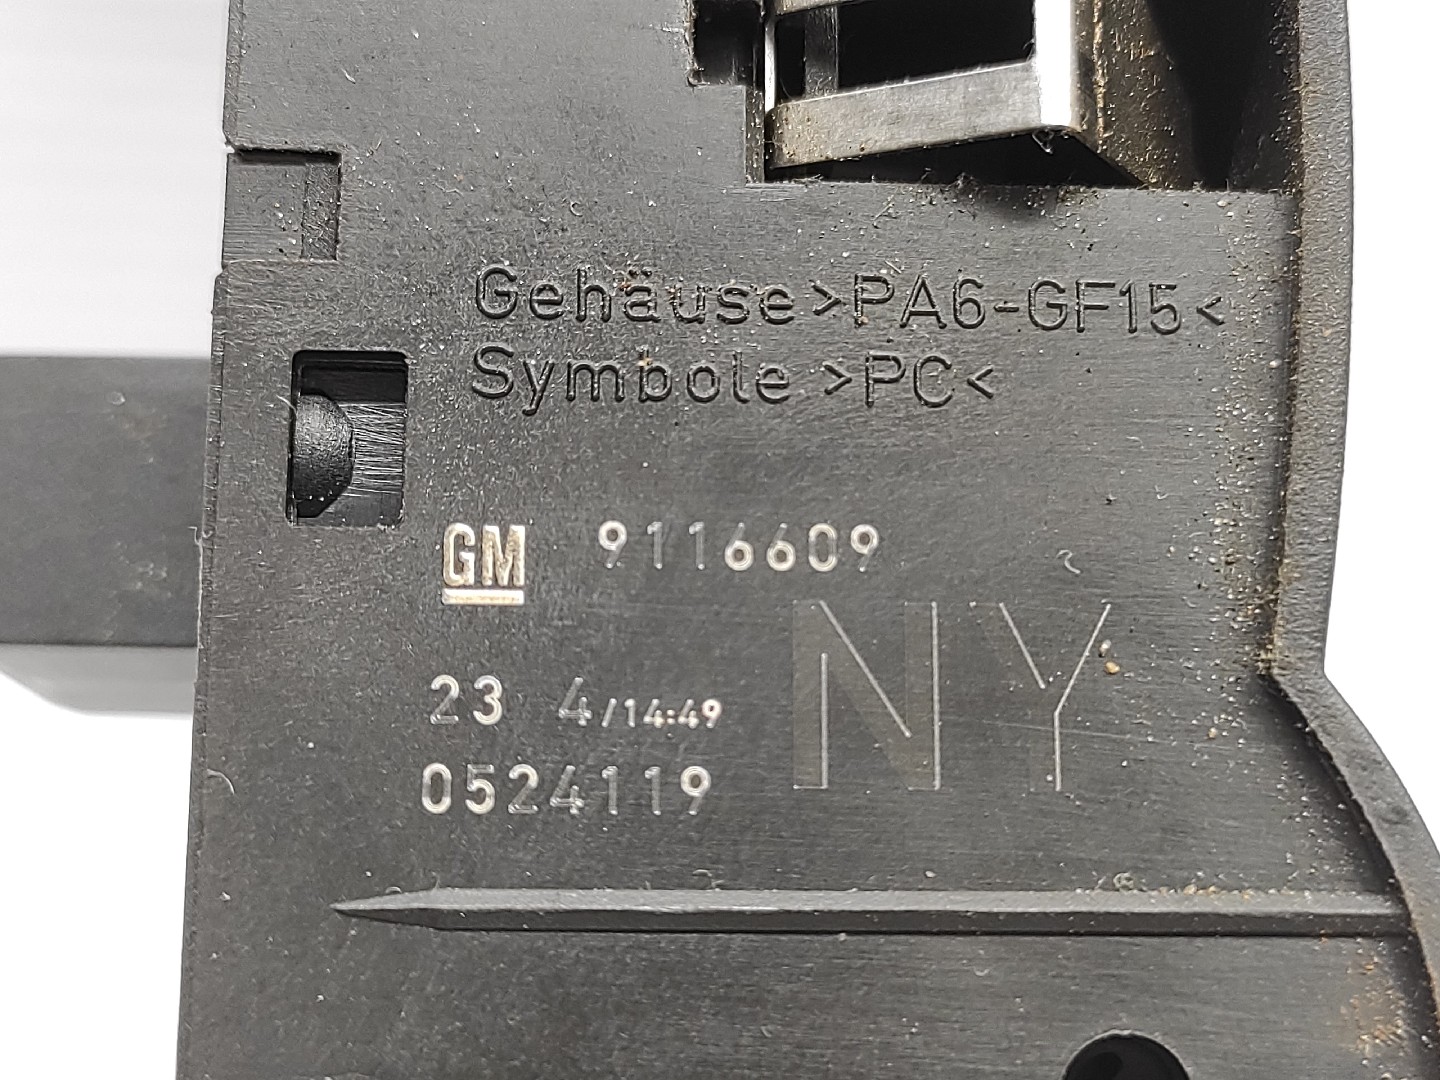 Gehäuse >PA6-GF15<
Symbole >PC<
GM 9116609
NY
23 4/14:49
0524119